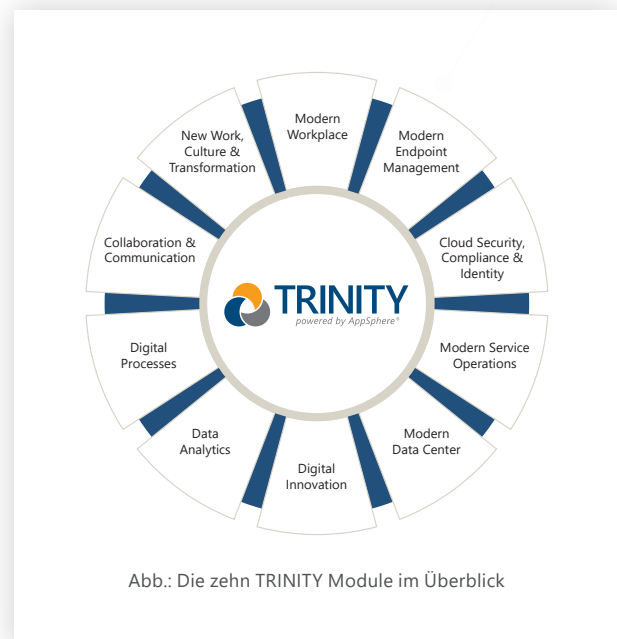 Modern
Workplace
Modern
Endpoint
Management
Cloud Security,
Compliance &
Identity
Modern Service
Operations
Modern
Data Center
Digital
Innovation
Data
Analytics
Digital
Processes
Collaboration &
Communication
New Work,
Culture &
Transformation
TRINITY
powered by AppSphere®
Abb.: Die zehn TRINITY Module im Überblick